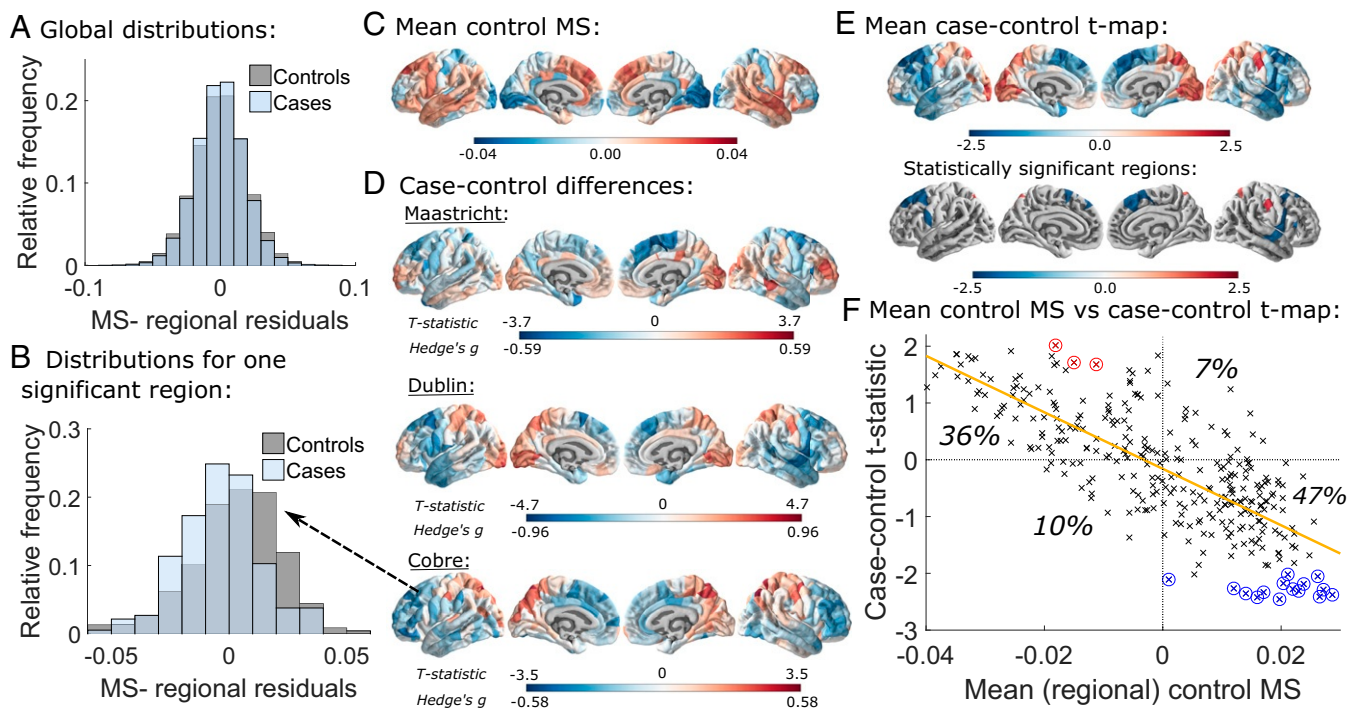 A Global distributions:
Controls
Cases
0.2
0.1
0
Relative frequency
-0.1
0
0.1
MS- regional residuals
B Distributions for one
significant region:
0.3
0.2
0.1
0
Relative frequency
Controls
Cases
-0.05
0
0.05
MS- regional residuals
C Mean control MS:
-0.04
0.00
0.04
D Case-control differences:
Maastricht:
T-statistic -3.7 0 3.7
Hedge's g -0.59 0.59
Dublin:
T-statistic -4.7 0 4.7
Hedge's g -0.96 0.96
Cobre:
T-statistic -3.5 0 3.5
Hedge's g -0.58 0.58
E Mean case-control t-map:
-2.5 0.0 2.5
Statistically significant regions:
-2.5 0.0 2.5
F Mean control MS vs case-control t-map:
Case-control t-statistic
2
1
0
-1
-2
-3
7%
36%
47%
10%
-0.04
-0.02
0
0.02
Mean (regional) control MS